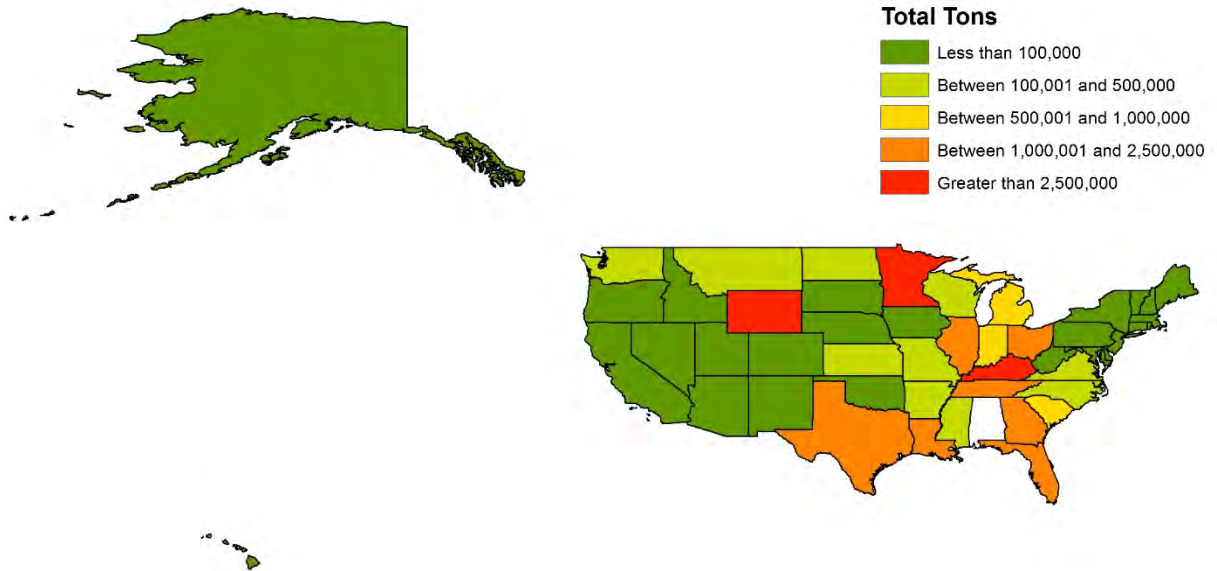 Total Tons
Less than 100,000
Between 100,001 and 500,000
Between 500,001 and 1,000,000
Between 1,000,001 and 2,500,000
Greater than 2,500,000